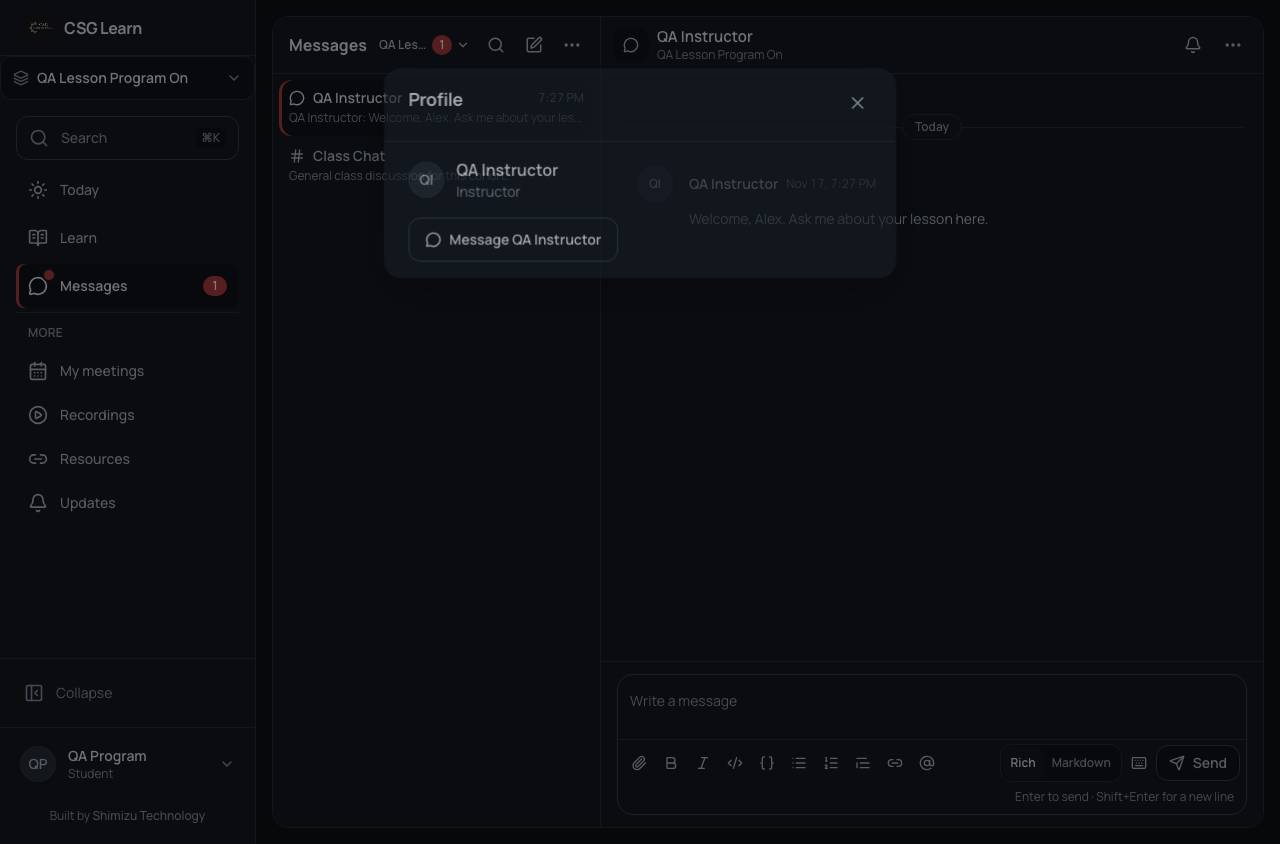 CSG Learn
QA Lesson Program On
Search ⌘K
Today
Learn
Messages 1
MORE
My meetings
Recordings
Resources
Updates
Collapse
QP QA Program
Student
Built by Shimizu Technology
Messages QA Les... 1
QA Instructor 7:27 PM
QA Instructor: Welcome, Alex. Ask me about your les...
# Class Chat
General class discussion for this
QA Instructor
QA Lesson Program On
Today
QI QA Instructor Nov 17, 7:27 PM
Welcome, Alex. Ask me about your lesson here.
Profile
QI QA Instructor
Instructor
Message QA Instructor
Write a message
Rich Markdown Send
Enter to send · Shift+Enter for a new line